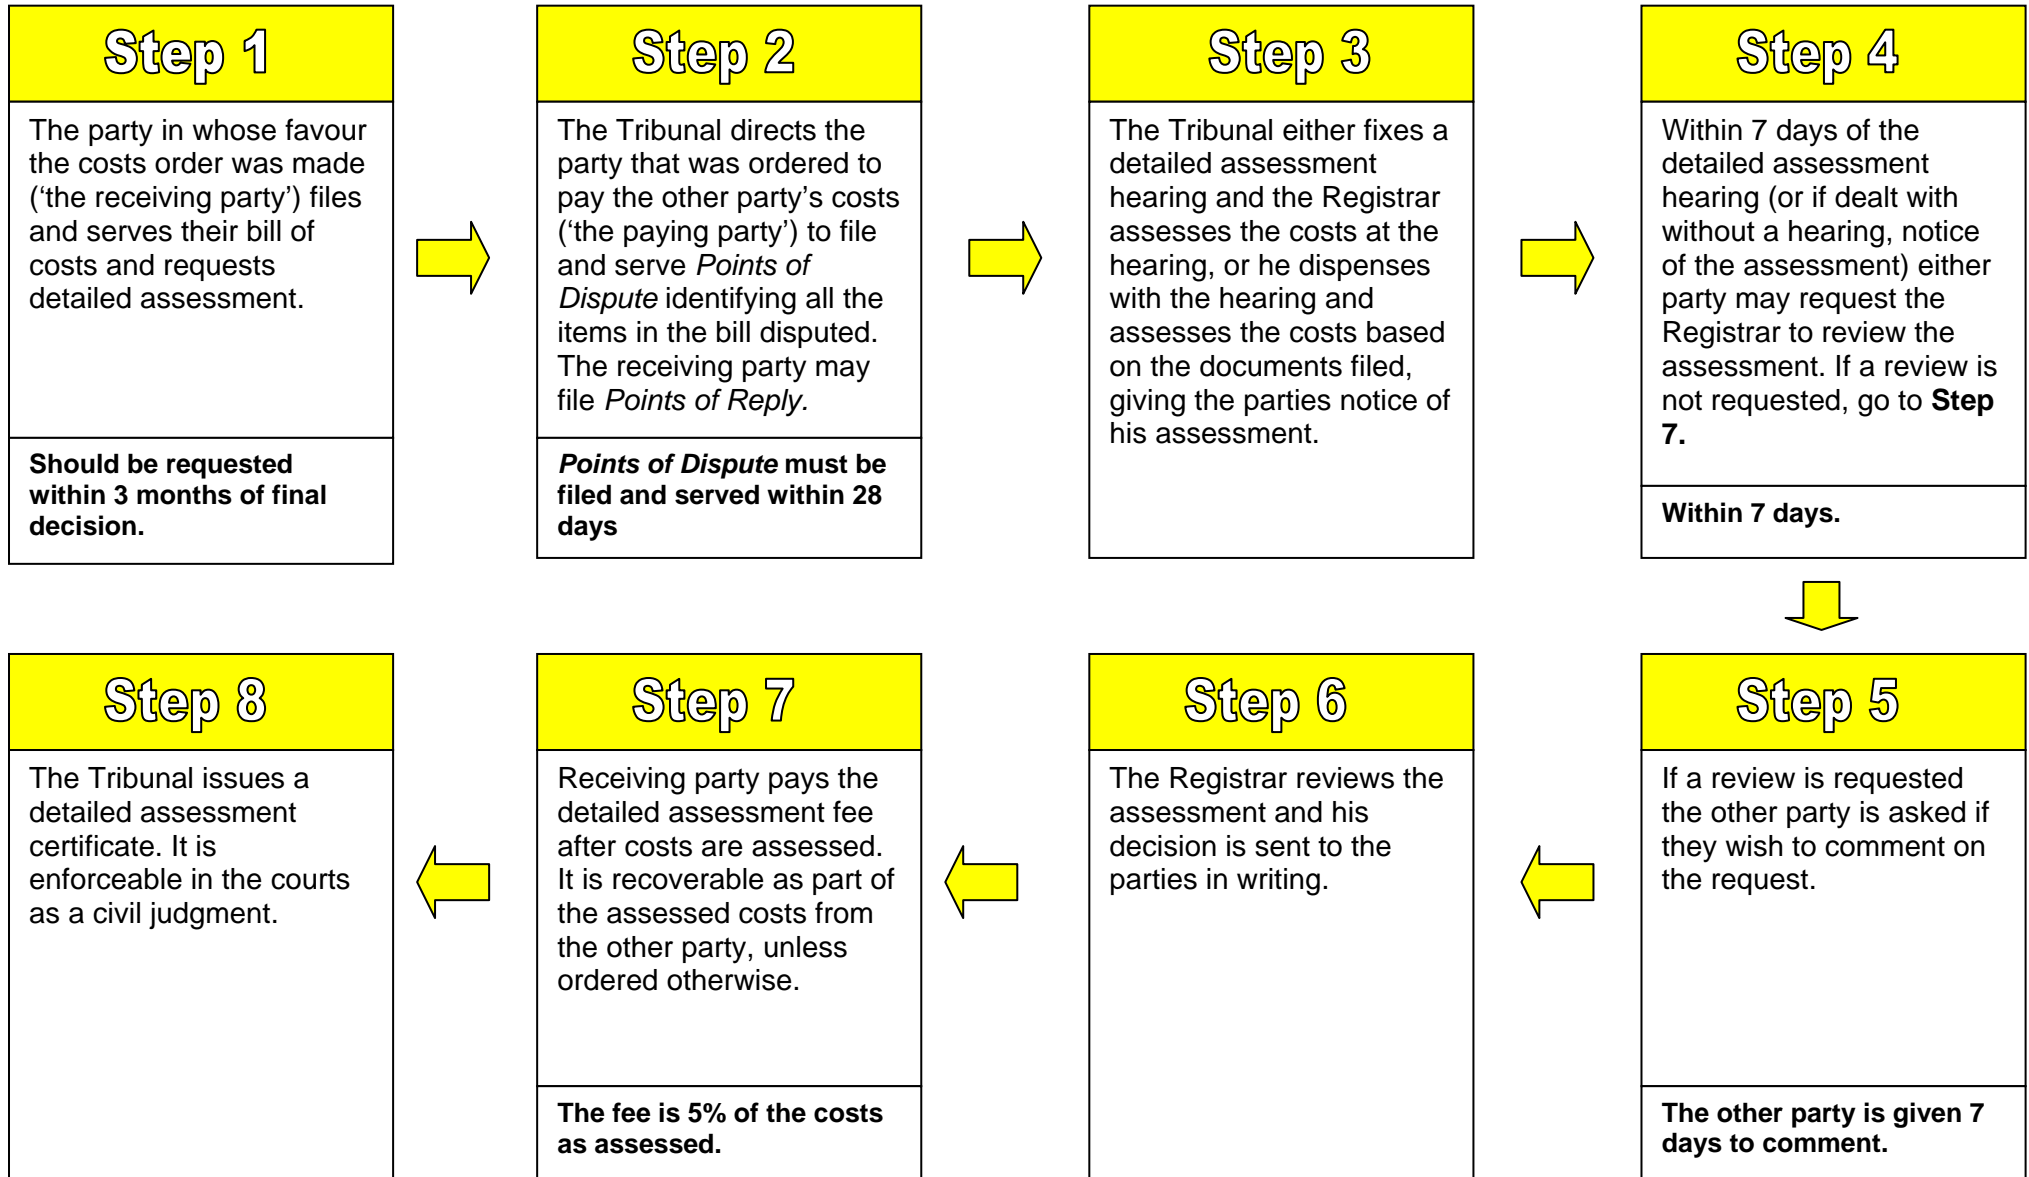 Step 1
The party in whose favour
the costs order was made
(‘the receiving party’) files
and serves their bill of
costs and requests
detailed assessment.
Should be requested
within 3 months of final
decision.
Step 2
The Tribunal directs the
party that was ordered to
pay the other party’s costs
(‘the paying party’) to file
and serve Points of
Dispute identifying all the
items in the bill disputed.
The receiving party may
file Points of Reply.
Points of Dispute must be
filed and served within 28
days
Step 3
The Tribunal either fixes a
detailed assessment
hearing and the Registrar
assesses the costs at the
hearing, or he dispenses
with the hearing and
assesses the costs based
on the documents filed,
giving the parties notice of
his assessment.
Step 4
Within 7 days of the
detailed assessment
hearing (or if dealt with
without a hearing, notice
of the assessment) either
party may request the
Registrar to review the
assessment. If a review is
not requested, go to Step
7.
Within 7 days.
Step 5
If a review is requested
the other party is asked if
they wish to comment on
the request.
The other party is given 7
days to comment.
Step 6
The Registrar reviews the
assessment and his
decision is sent to the
parties in writing.
Step 7
Receiving party pays the
detailed assessment fee
after costs are assessed.
It is recoverable as part of
the assessed costs from
the other party, unless
ordered otherwise.
The fee is 5% of the costs
as assessed.
Step 8
The Tribunal issues a
detailed assessment
certificate. It is
enforceable in the courts
as a civil judgment.